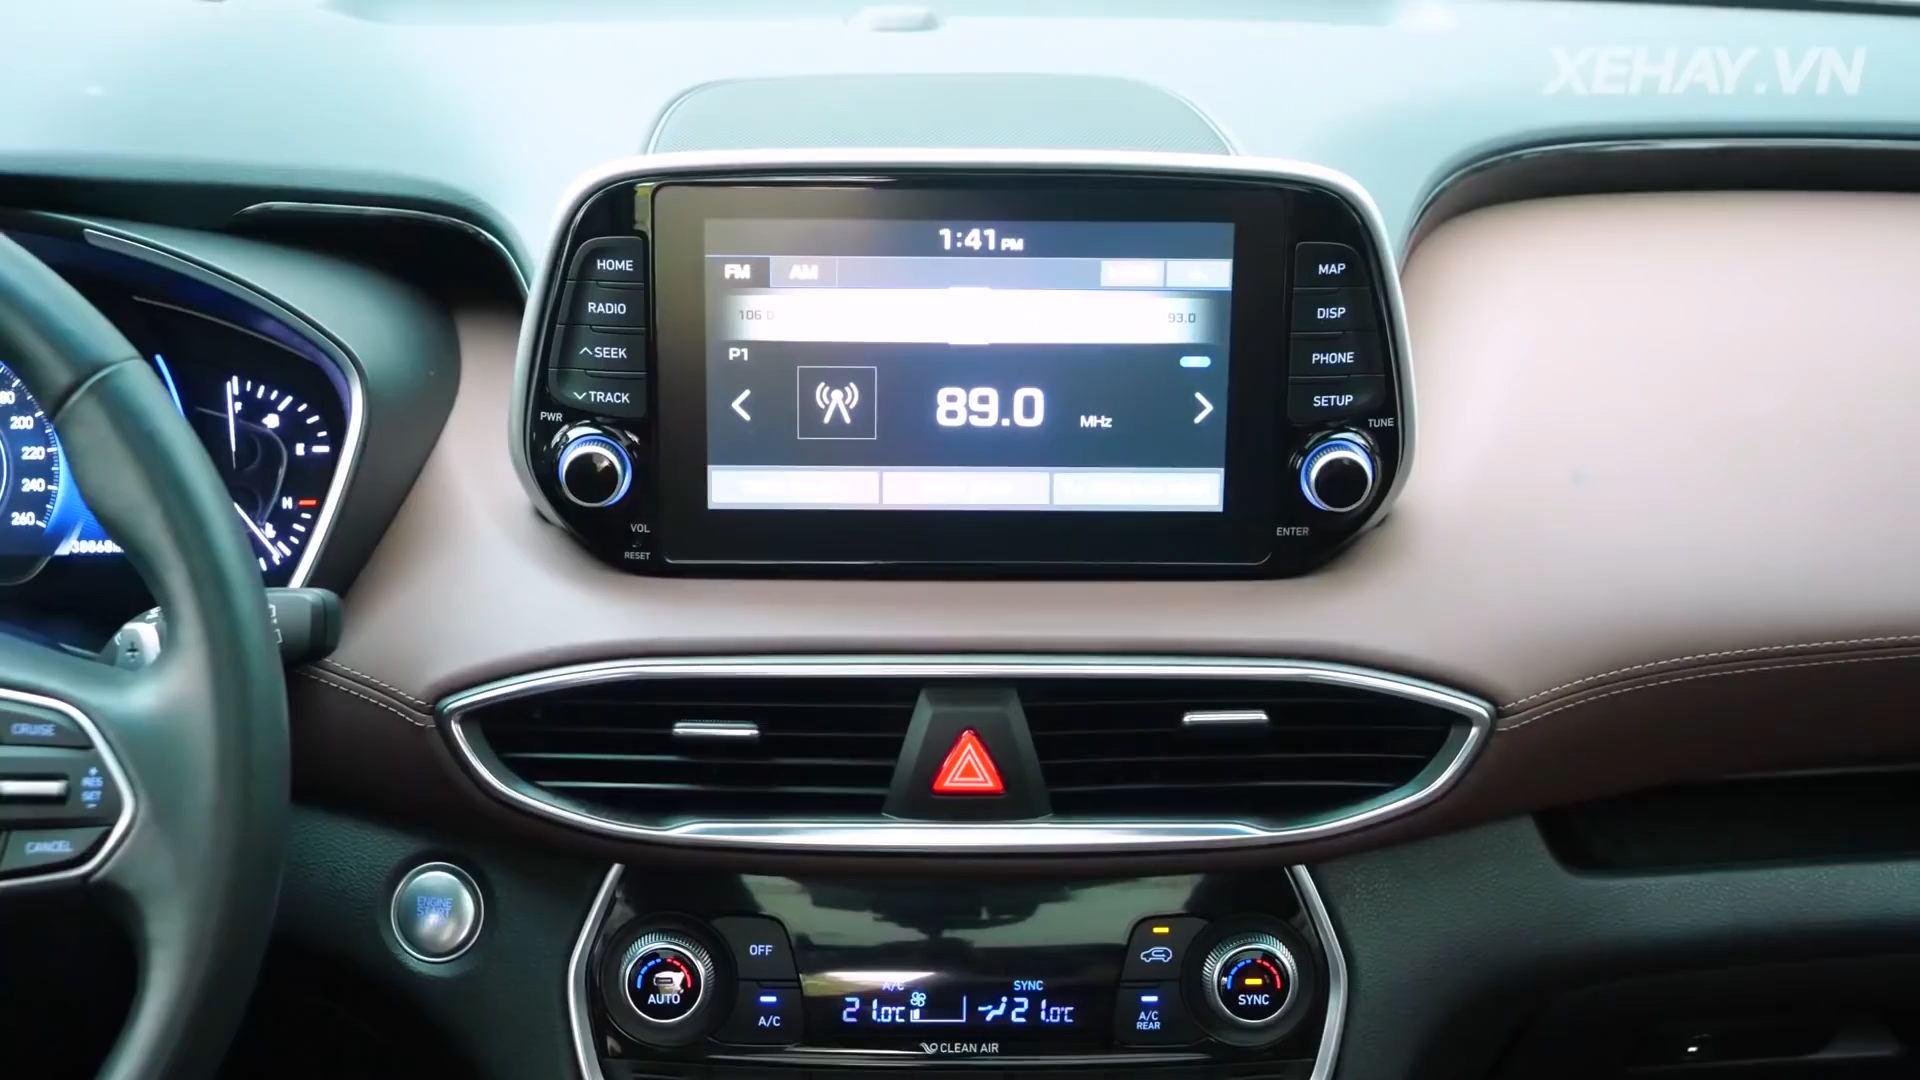 XEHAY.VN
1:41 PM
FM AM
106.0 93.0
P1
89.0 MHz
HOME
RADIO
SEEK
TRACK
PWR
VOL
RESET
MAP
DISP
PHONE
SETUP
TUNE
ENTER
200
220
240
260
F
E
H
CRUISE
RES
SET
CANCEL
ENGINE
START
OFF
AUTO
A/C
A/C
21.0°C
SYNC
21.0°C
CLEAN AIR
A/C
REAR
SYNC